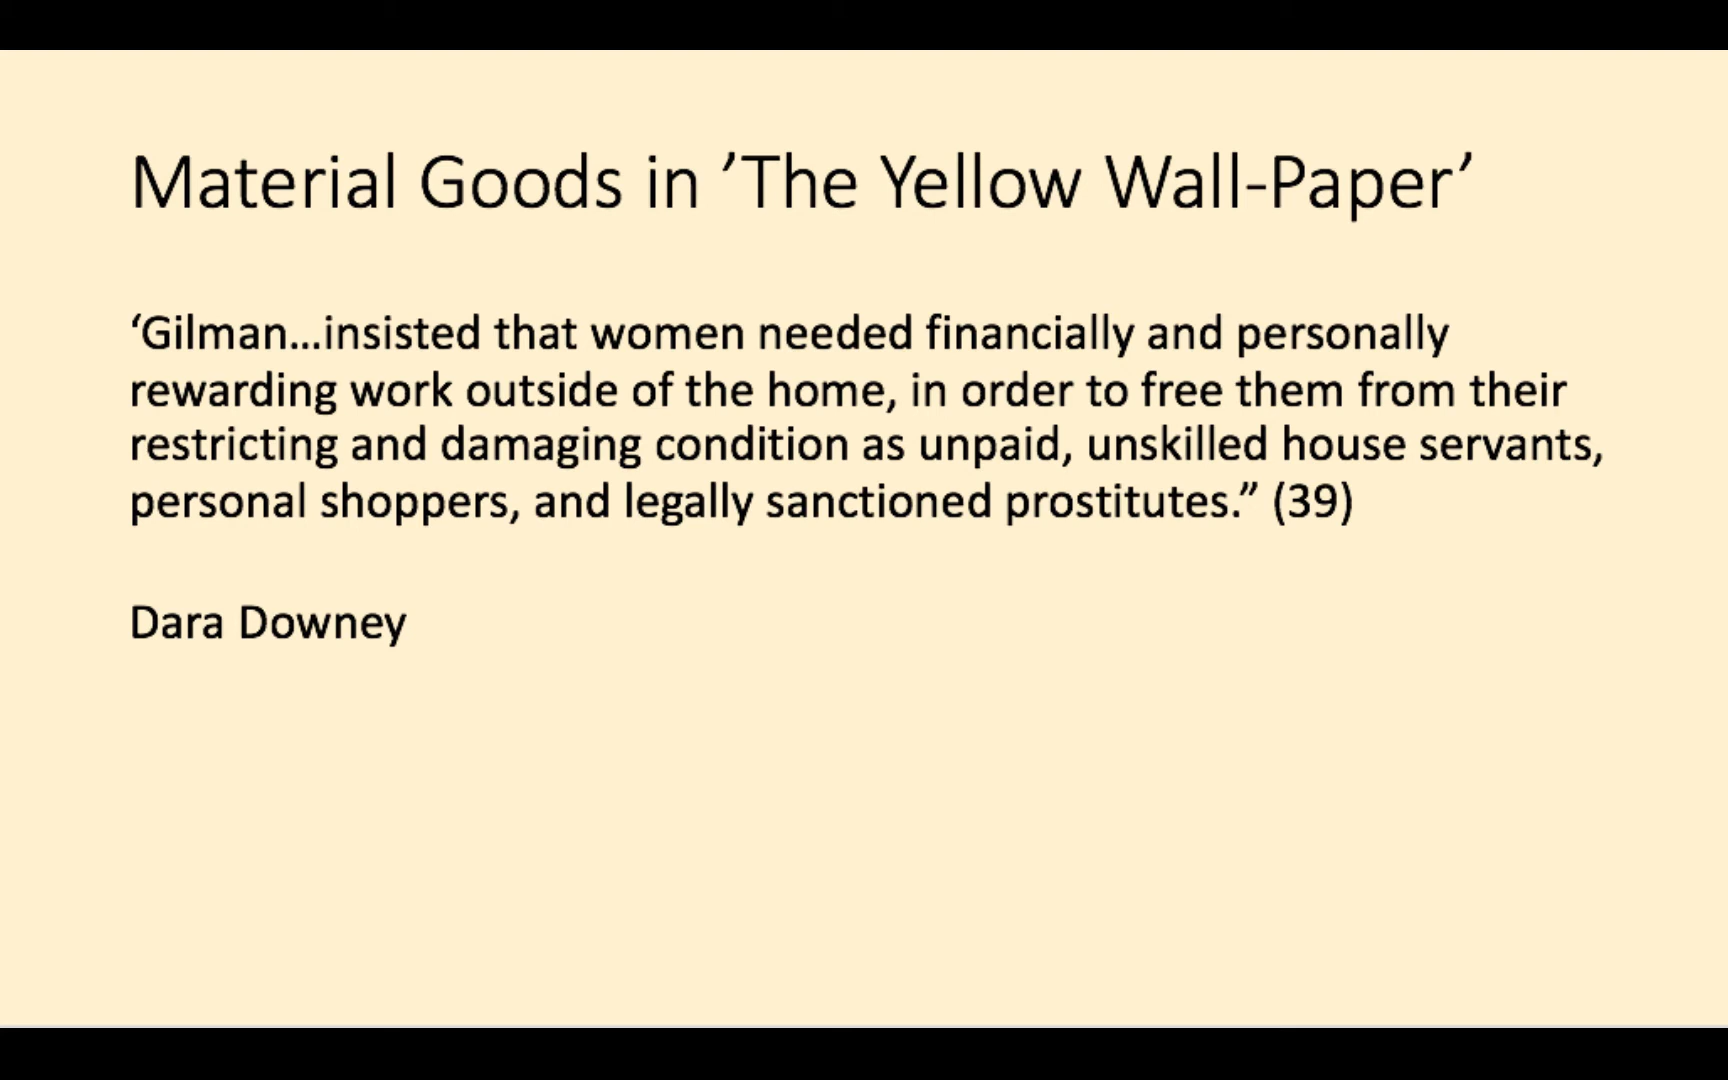 Material Goods in ’The Yellow Wall-Paper’
‘Gilman…insisted that women needed financially and personally
rewarding work outside of the home, in order to free them from their
restricting and damaging condition as unpaid, unskilled house servants,
personal shoppers, and legally sanctioned prostitutes.” (39)
Dara Downey